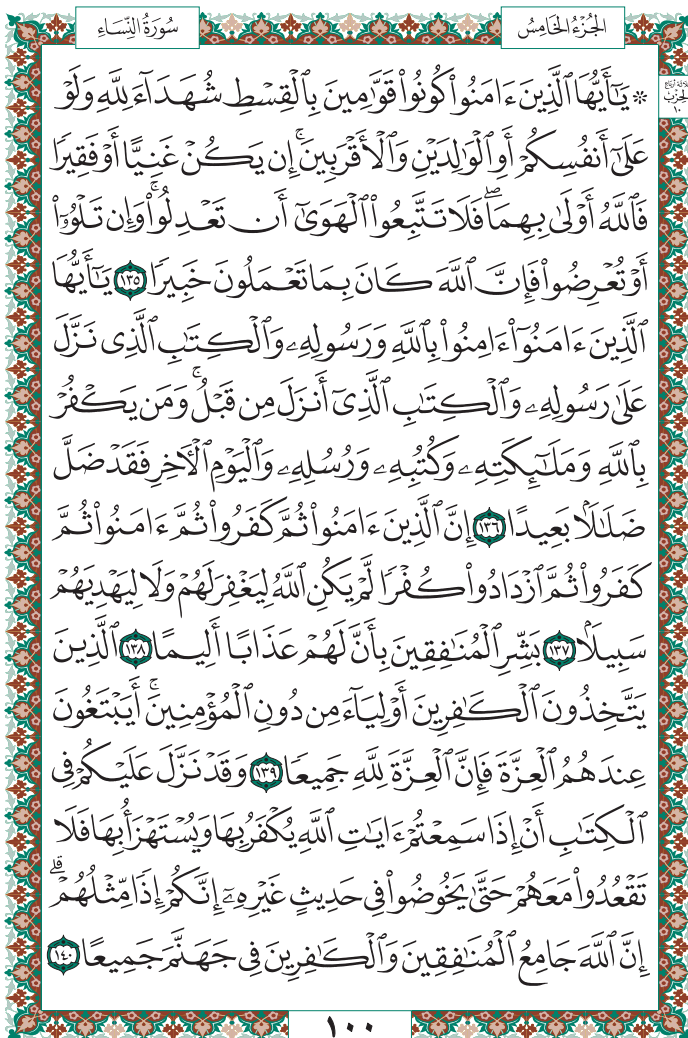 سُورَةُ النِّسَاءِ
الجُزْءُ الخَامِسُ
ثلاثة أرباع
الحزب
١٠
۞ يَٰٓأَيُّهَا ٱلَّذِينَ ءَامَنُوا۟ كُونُوا۟ قَوَّٰمِينَ بِٱلْقِسْطِ شُهَدَآءَ لِلَّهِ وَلَوْ
عَلَىٰٓ أَنفُسِكُمْ أَوِ ٱلْوَٰلِدَيْنِ وَٱلْأَقْرَبِينَ ۚ إِن يَكُنْ غَنِيًّا أَوْ فَقِيرًا
فَٱللَّهُ أَوْلَىٰ بِهِمَا ۖ فَلَا تَتَّبِعُوا۟ ٱلْهَوَىٰٓ أَن تَعْدِلُوا۟ ۚ وَإِن تَلْوُۥٓا۟
أَوْ تُعْرِضُوا۟ فَإِنَّ ٱللَّهَ كَانَ بِمَا تَعْمَلُونَ خَبِيرًا ١٣٥ يَٰٓأَيُّهَا
ٱلَّذِينَ ءَامَنُوٓا۟ ءَامِنُوا۟ بِٱللَّهِ وَرَسُولِهِۦ وَٱلْكِتَٰبِ ٱلَّذِى نَزَّلَ
عَلَىٰ رَسُولِهِۦ وَٱلْكِتَٰبِ ٱلَّذِىٓ أَنزَلَ مِن قَبْلُ ۚ وَمَن يَكْفُرْ
بِٱللَّهِ وَمَلَٰٓئِكَتِهِۦ وَكُتُبِهِۦ وَرُسُلِهِۦ وَٱلْيَوْمِ ٱلْءَاخِرِ فَقَدْ ضَلَّ
ضَلَٰلًۢا بَعِيدًا ١٣٦ إِنَّ ٱلَّذِينَ ءَامَنُوا۟ ثُمَّ كَفَرُوا۟ ثُمَّ ءَامَنُوا۟ ثُمَّ
كَفَرُوا۟ ثُمَّ ٱزْدَادُوا۟ كُفْرًا لَّمْ يَكُنِ ٱللَّهُ لِيَغْفِرَ لَهُمْ وَلَا لِيَهْدِيَهُمْ
سَبِيلًۢا ١٣٧ بَشِّرِ ٱلْمُنَٰفِقِينَ بِأَنَّ لَهُمْ عَذَابًا أَلِيمًا ١٣٨ ٱلَّذِينَ
يَتَّخِذُونَ ٱلْكَٰفِرِينَ أَوْلِيَآءَ مِن دُونِ ٱلْمُؤْمِنِينَ ۚ أَيَبْتَغُونَ
عِندَهُمُ ٱلْعِزَّةَ فَإِنَّ ٱلْعِزَّةَ لِلَّهِ جَمِيعًا ١٣٩ وَقَدْ نَزَّلَ عَلَيْكُمْ فِى
ٱلْكِتَٰبِ أَنْ إِذَا سَمِعْتُمْ ءَايَٰتِ ٱللَّهِ يُكْفَرُ بِهَا وَيُسْتَهْزَأُ بِهَا فَلَا
تَقْعُدُوا۟ مَعَهُمْ حَتَّىٰ يَخُوضُوا۟ فِى حَدِيثٍ غَيْرِهِۦٓ ۚ إِنَّكُمْ إِذًا مِّثْلُهُمْ ۗ
إِنَّ ٱللَّهَ جَامِعُ ٱلْمُنَٰفِقِينَ وَٱلْكَٰفِرِينَ فِى جَهَنَّمَ جَمِيعًا ١٤٠
١٠٠